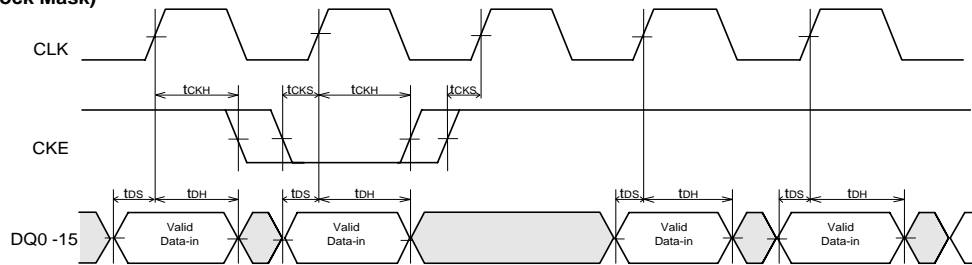 ock Mask)
CLK
tCKH tCKS tCKH tCKS
CKE
tDS tDH tDS tDH tDS tDH tDS tDH
DQ0 -15
Valid Data-in
Valid Data-in
Valid Data-in
Valid Data-in